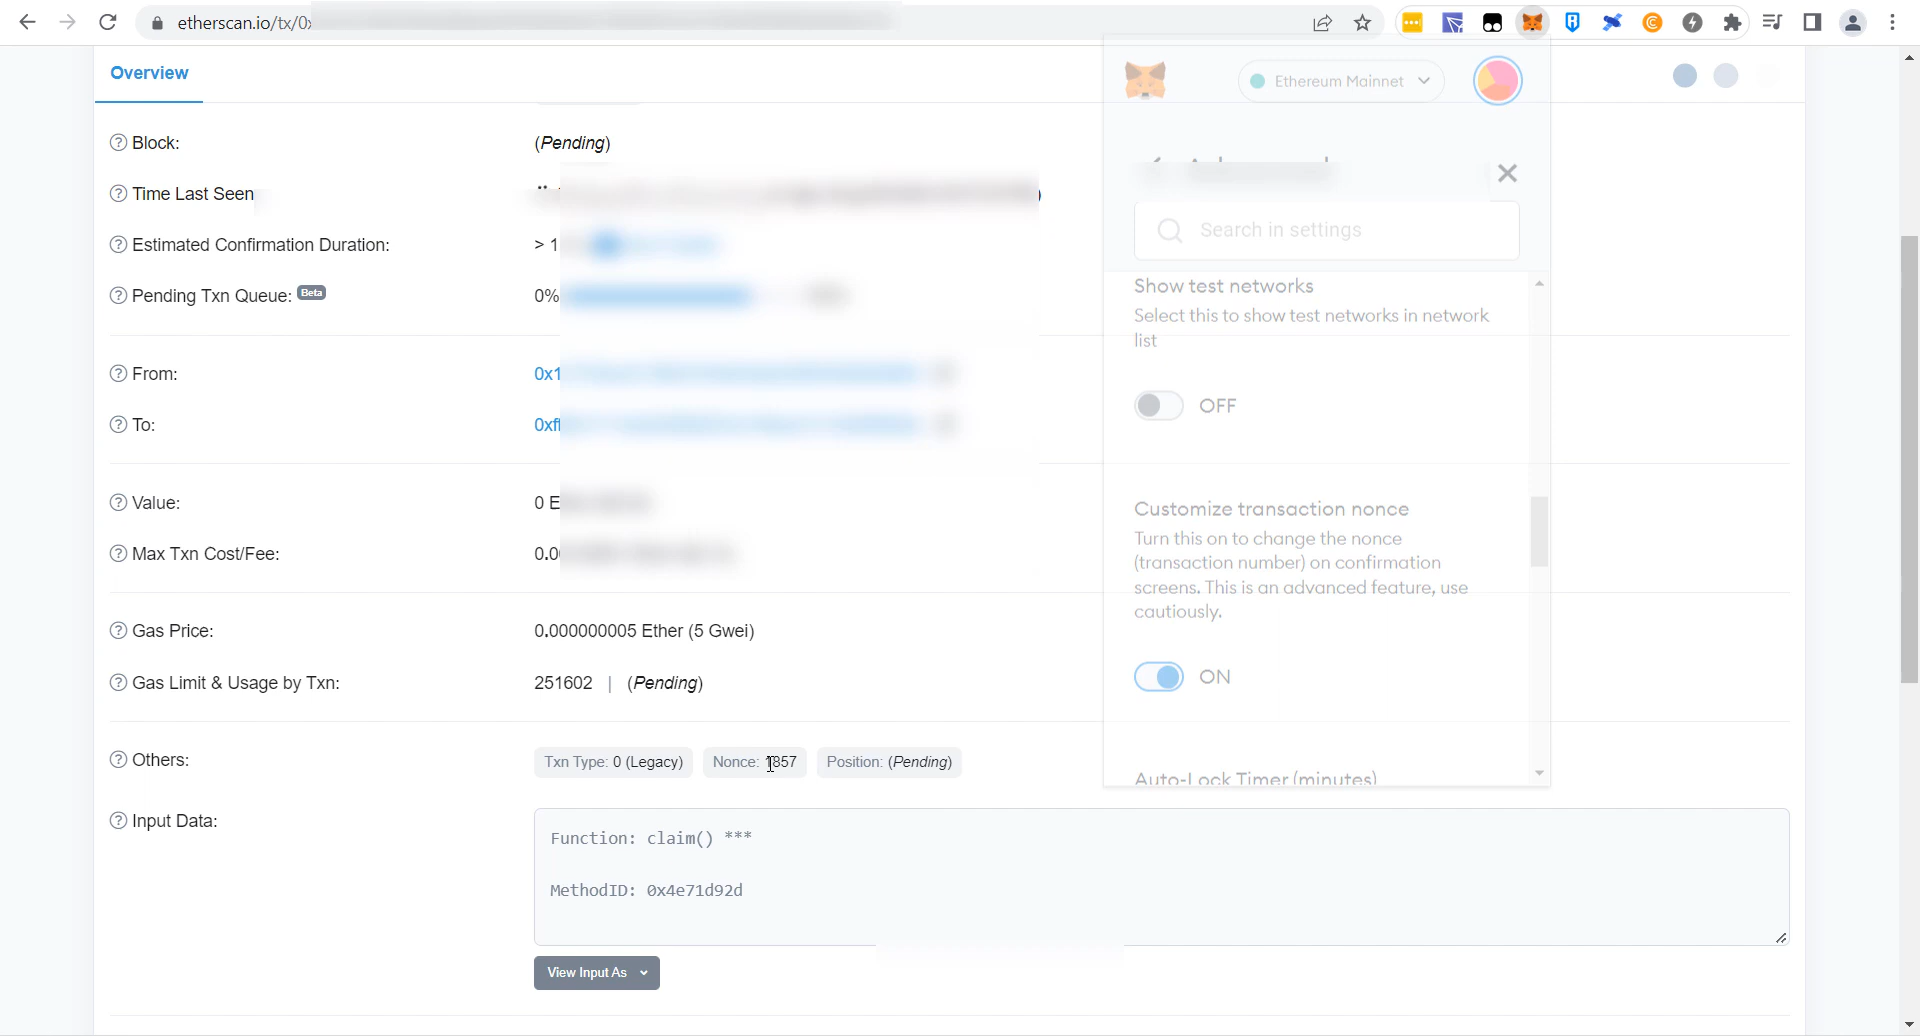 etherscan.io/tx/0x
Overview
Block:
(Pending)
Time Last Seen
Estimated Confirmation Duration:
> 1
Pending Txn Queue: Beta
0%
From:
0x1
To:
0xf
Value:
0 E
Max Txn Cost/Fee:
0.0
Gas Price:
0.000000005 Ether (5 Gwei)
Gas Limit & Usage by Txn:
251602 | (Pending)
Others:
Txn Type: 0 (Legacy) Nonce: 1857 Position: (Pending)
Input Data:
Function: claim() ***
MethodID: 0x4e71d92d
View Input As
Ethereum Mainnet
Search in settings
Show test networks
Select this to show test networks in network
list
OFF
Customize transaction nonce
Turn this on to change the nonce
(transaction number) on confirmation
screens. This is an advanced feature, use
cautiously.
ON
Auto-Lock Timer (minutes)